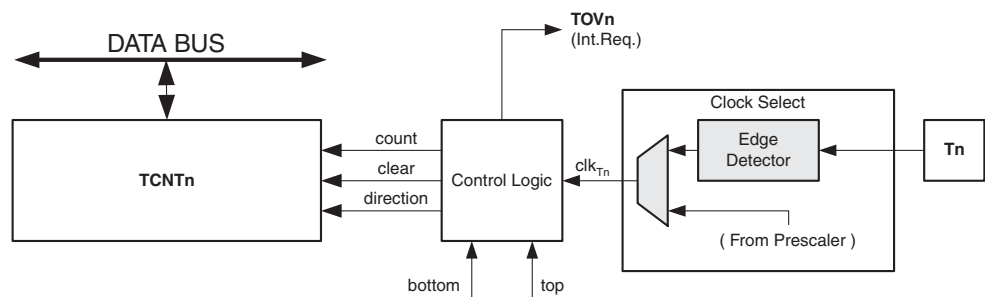 TOVn
(Int.Req.)
DATA BUS
Clock Select
TCNTn
count
clear
direction
Control Logic
clkTn
Edge
Detector
Tn
( From Prescaler )
bottom
top